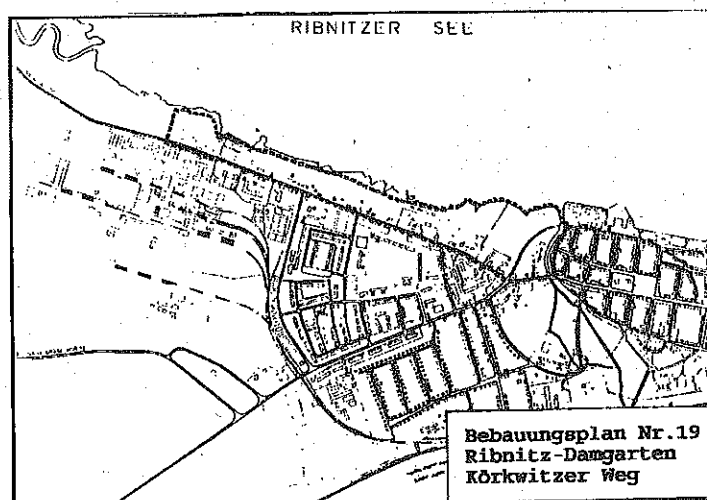 RIBNITZER SEE
Bebauungsplan Nr.19
Ribnitz-Damgarten
Körkwitzer Weg